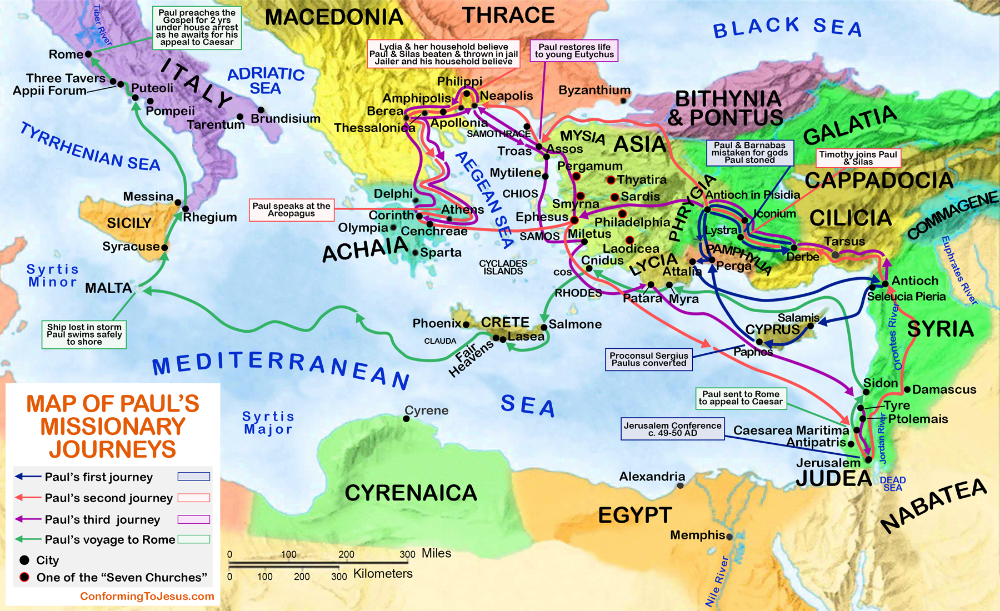 Paul preaches the
Gospel for 2 yrs
under house arrest
as he awaits for his
appeal to Caesar
Tiber River
MACEDONIA
THRACE
BLACK SEA
Lydia & her household believe
Paul & Silas beaten & thrown in jail
Jailer and his household believe
Paul restores life
to young Eutychus
Rome
ITALY
ADRIATIC
SEA
Three Tavers
Appii Forum
Puteoli
Pompeii
Tarentum
Brundisium
TYRRHENIAN SEA
Philippi
Neapolis
Amphipolis
Berea
Apollonia
Thessalonica
SAMOTHRACE
Byzanthium
BITHYNIA
& PONTUS
GALATIA
MYSIA
ASIA
Troas
Assos
Paul & Barnabas
mistaken for gods
Paul stoned
Timothy joins Paul
& Silas
CAPPADOCIA
COMMAGENE
Pergamum
Thyatira
Mytilene
AEGEAN SEA
CHIOS
Smyrna
Sardis
PHRYGIA
Antioch in Pisidia
Iconium
CILICIA
Messina
Rhegium
SICILY
Syracuse
Delphi
Paul speaks at the
Areopagus
Corinth
Athens
Olympia
Cenchreae
Ephesus
Philadelphia
SAMOS
Miletus
Laodicea
Lystra
Derbe
Tarsus
Euphrates River
ACHAIA
Sparta
CYCLADES
ISLANDS
Cnidus
COS
LYCIA
PAMPHYLIA
Perga
Attalia
Syrtis
Minor
MALTA
RHODES
Patara
Myra
Antioch
Seleucia Pieria
Ship lost in storm
Paul swims safely
to shore
Phoenix
CRETE
Salmone
Lasea
CLAUDA
Fair
Heavens
Salamis
CYPRUS
Paphos
Orontes River
SYRIA
Proconsul Sergius
Paulus converted
MEDITERRANEAN
SEA
Sidon
Damascus
Paul sent to Rome
to appeal to Caesar
Tyre
Ptolemais
Jerusalem Conference
c. 49-50 AD
Caesarea Maritima
Antipatris
Jordan River
Jerusalem
JUDEA
DEAD
SEA
NABATEA
Syrtis
Major
Cyrene
CYRENAICA
Alexandria
EGYPT
Memphis
Nile River
MAP OF PAUL'S
MISSIONARY
JOURNEYS
Paul's first journey
Paul's second journey
Paul's third journey
Paul's voyage to Rome
City
One of the “Seven Churches”
ConformingToJesus.com
0 100 200 300 Miles
0 100 200 300 Kilometers